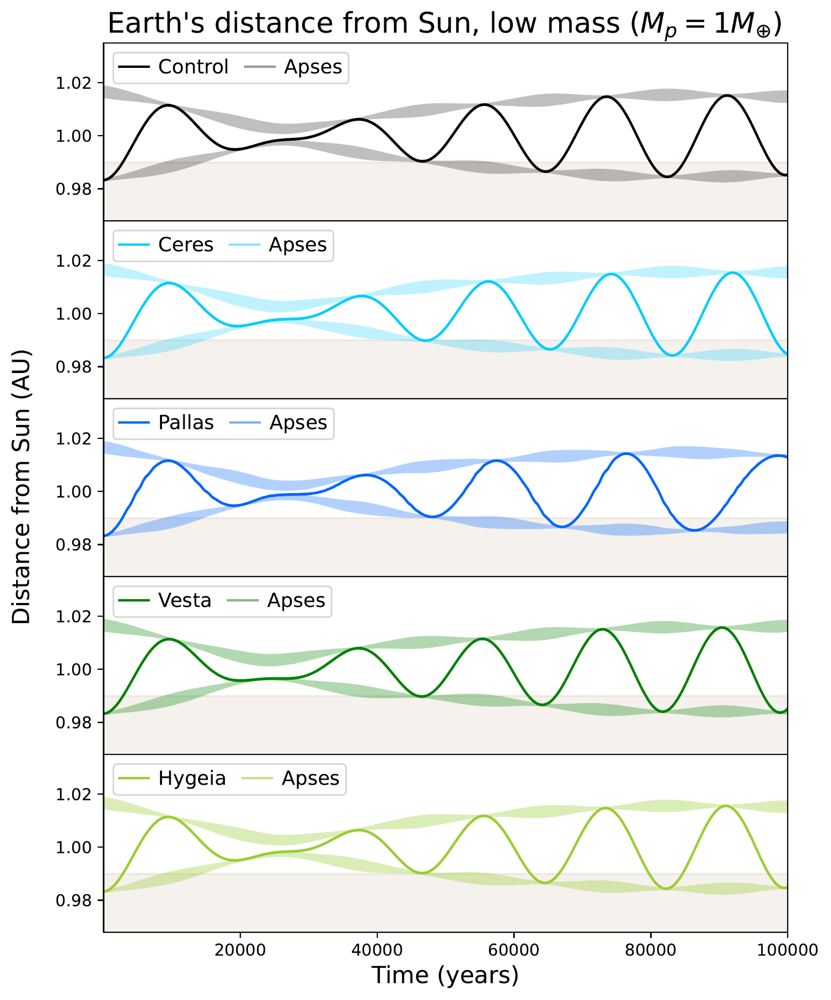 Earth's distance from Sun, low mass (M_p = 1M_⊕)
Control Apses
1.02
1.00
0.98
Ceres Apses
1.02
1.00
0.98
Pallas Apses
1.02
1.00
0.98
Vesta Apses
1.02
1.00
0.98
Hygeia Apses
1.02
1.00
0.98
Distance from Sun (AU)
20000 40000 60000 80000 100000
Time (years)